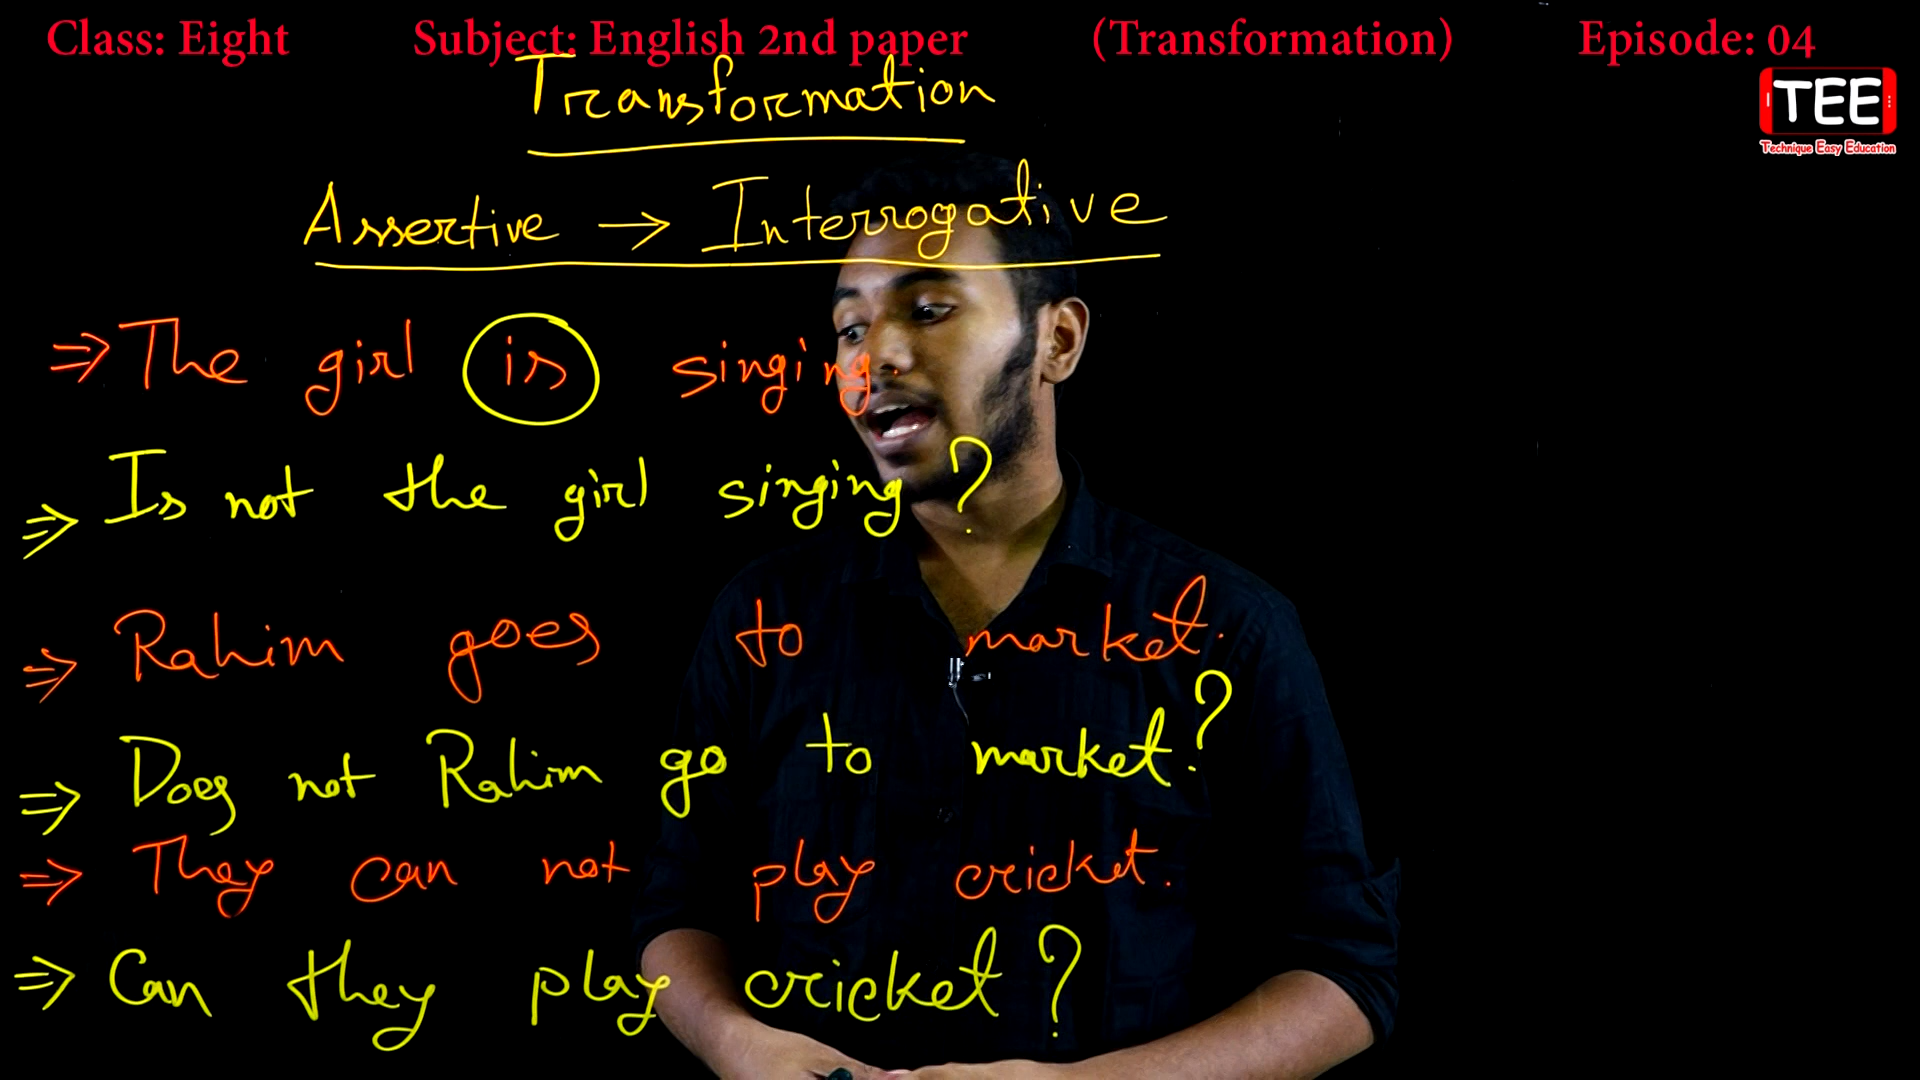 Class: Eight Subject: English 2nd paper (Transformation) Episode: 04
TEE
Technique Easy Education
Transformation
Assertive → Interrogative
⇒ The girl is singing.
⇒ Is not the girl singing?
⇒ Rahim goes to market.
⇒ Does not Rahim go to market?
⇒ They can not play cricket.
⇒ Can they play cricket?